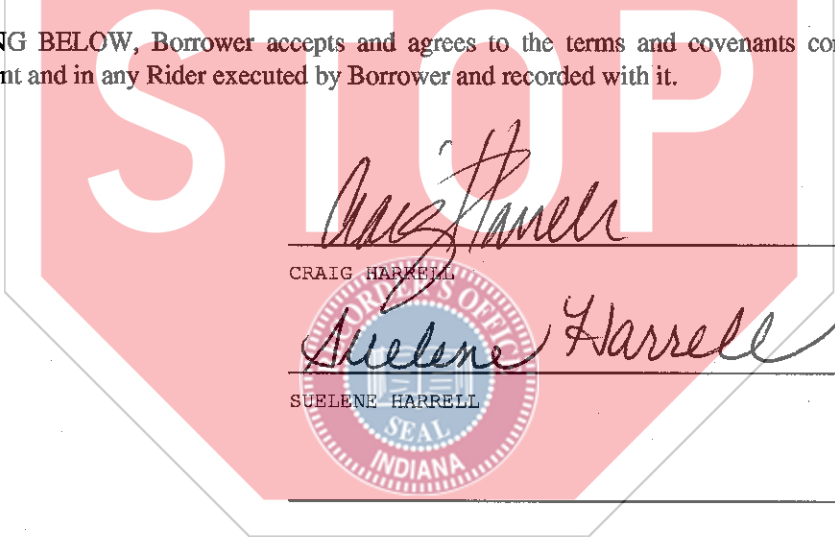 STOP
NG BELOW, Borrower accepts and agrees to the terms and covenants
nt and in any Rider executed by Borrower and recorded with it.
Craig Harrell
CRAIG HARRELL
RECORDER'S OFFICE
Suelene Harrell
SUELENE HARRELL
SEAL
INDIANA